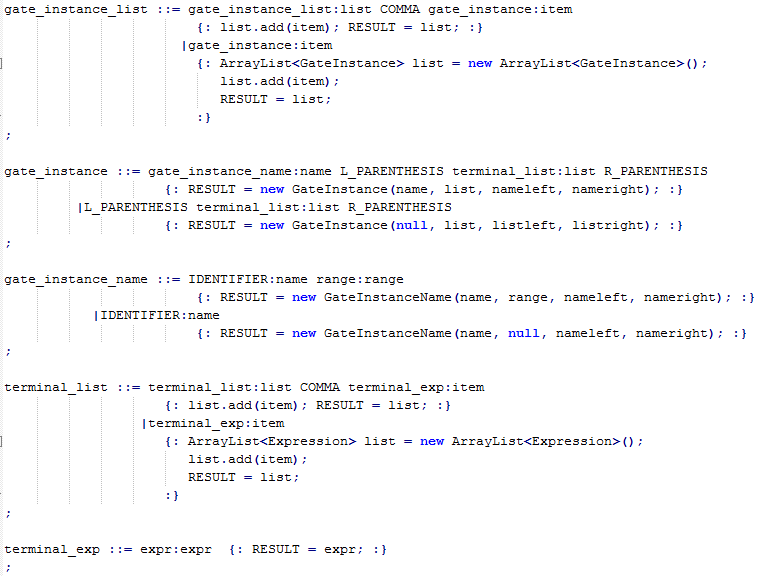 gate_instance_list ::= gate_instance_list:list COMMA gate_instance:item
{: list.add(item); RESULT = list; :}
|gate_instance:item
{: ArrayList<GateInstance> list = new ArrayList<GateInstance>();
list.add(item);
RESULT = list;
:}
;
gate_instance ::= gate_instance_name:name L_PARENTHESIS terminal_list:list R_PARENTHESIS
{: RESULT = new GateInstance(name, list, nameleft, nameright); :}
|L_PARENTHESIS terminal_list:list R_PARENTHESIS
{: RESULT = new GateInstance(null, list, listleft, listright); :}
;
gate_instance_name ::= IDENTIFIER:name range:range
{: RESULT = new GateInstanceName(name, range, nameleft, nameright); :}
|IDENTIFIER:name
{: RESULT = new GateInstanceName(name, null, nameleft, nameright); :}
;
terminal_list ::= terminal_list:list COMMA terminal_exp:item
{: list.add(item); RESULT = list; :}
|terminal_exp:item
{: ArrayList<Expression> list = new ArrayList<Expression>();
list.add(item);
RESULT = list;
:}
;
terminal_exp ::= expr:expr  {: RESULT = expr; :}
;